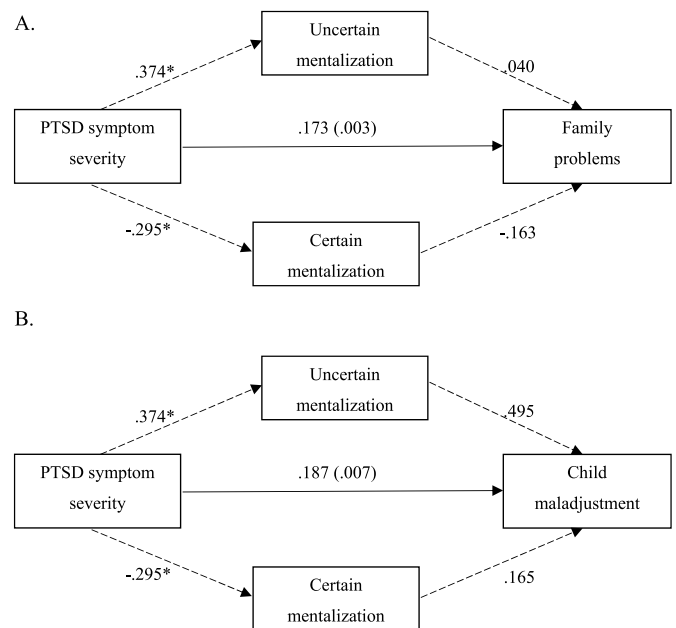 A.
Uncertain
mentalization
.374*
.040
PTSD symptom
severity
.173 (.003)
Family
problems
-.295*
-.163
Certain
mentalization
B.
Uncertain
mentalization
.374*
.495
PTSD symptom
severity
.187 (.007)
Child
maladjustment
-.295*
.165
Certain
mentalization